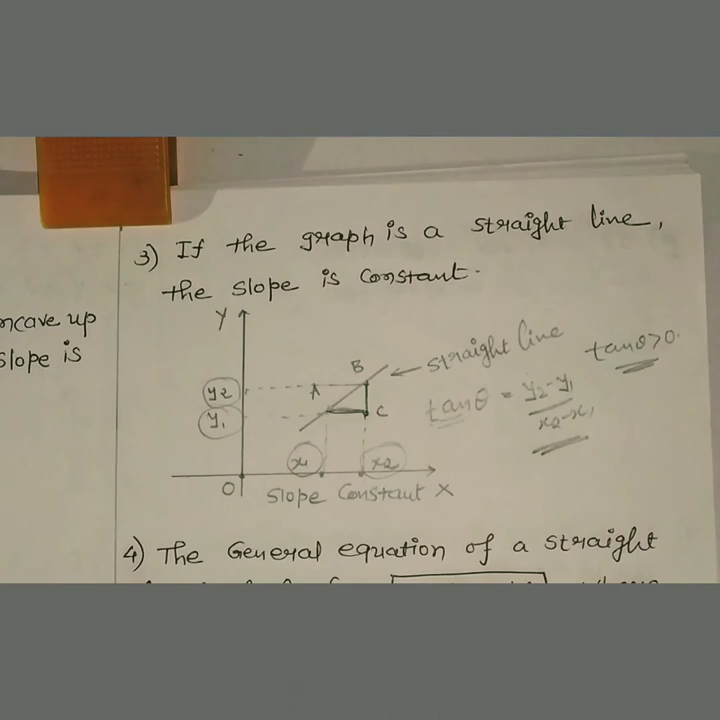 3) If the graph is a straight line,
the slope is constant.
ncave up
slope is
Y
B
straight line
tanθ>0.
y2
A
tanθ = y2-y1
x2-x1
y1
C
x1
x2
O
Slope Constant X
4) The General equation of a straight